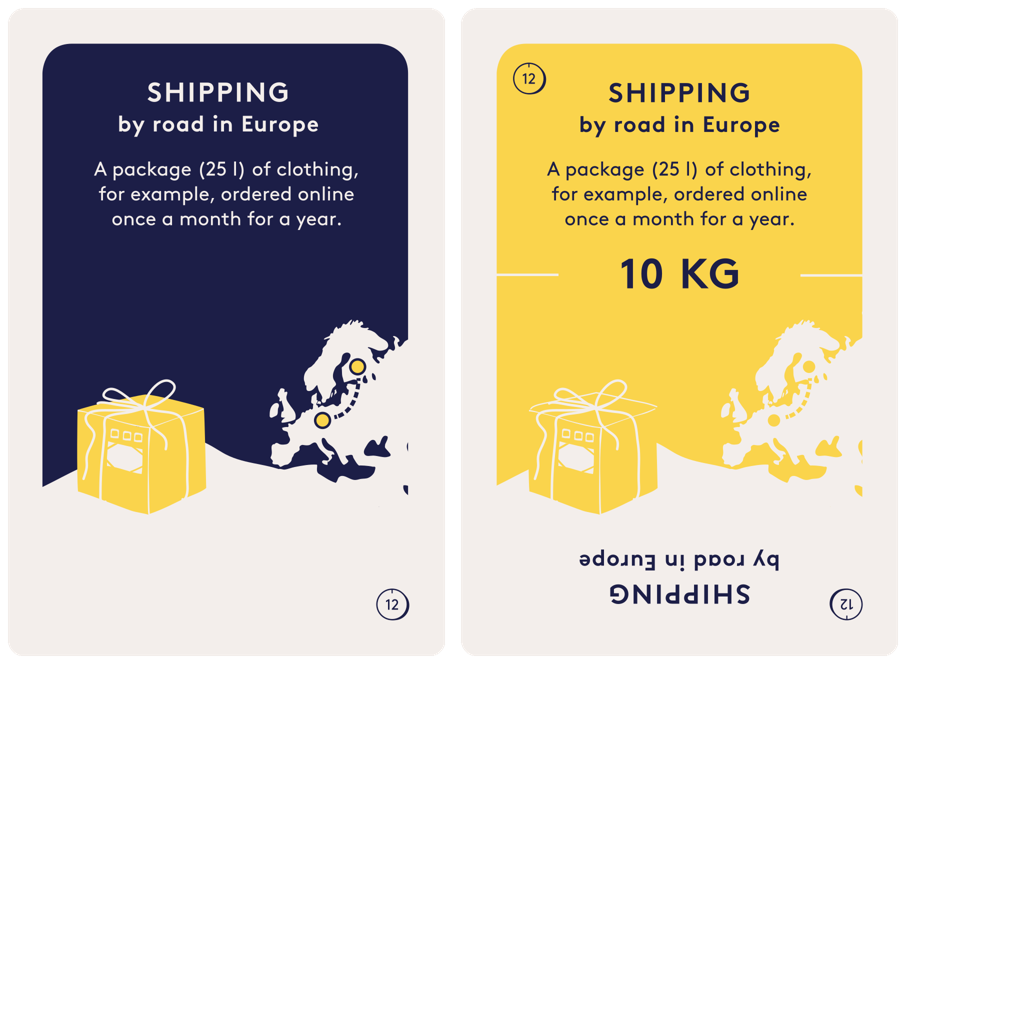 SHIPPING
by road in Europe
A package (25 l) of clothing,
for example, ordered online
once a month for a year.
12
12
SHIPPING
by road in Europe
A package (25 l) of clothing,
for example, ordered online
once a month for a year.
10 KG
SHIPPING
by road in Europe
12